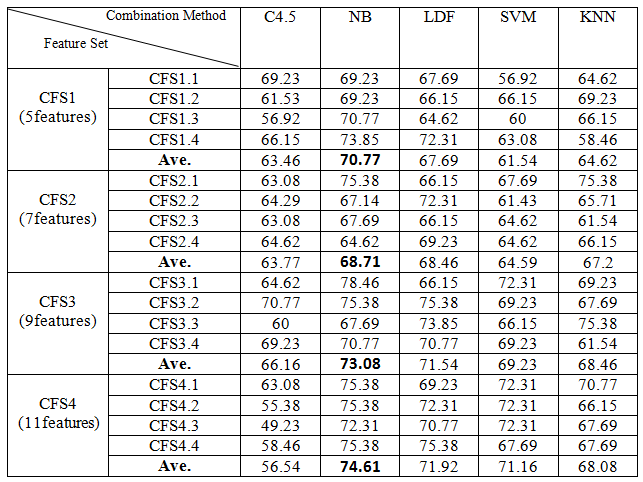 Combination Method C4.5 NB LDF SVM KNN
Feature Set
CFS1 (5features)
CFS1.1 69.23 69.23 67.69 56.92 64.62
CFS1.2 61.53 69.23 66.15 66.15 69.23
CFS1.3 56.92 70.77 64.62 60 66.15
CFS1.4 66.15 73.85 72.31 63.08 58.46
Ave. 63.46 70.77 67.69 61.54 64.62
CFS2 (7features)
CFS2.1 63.08 75.38 66.15 67.69 75.38
CFS2.2 64.29 67.14 72.31 61.43 65.71
CFS2.3 63.08 67.69 66.15 64.62 61.54
CFS2.4 64.62 64.62 69.23 64.62 66.15
Ave. 63.77 68.71 68.46 64.59 67.2
CFS3 (9features)
CFS3.1 64.62 78.46 66.15 72.31 69.23
CFS3.2 70.77 75.38 75.38 69.23 67.69
CFS3.3 60 67.69 73.85 66.15 75.38
CFS3.4 69.23 70.77 70.77 69.23 61.54
Ave. 66.16 73.08 71.54 69.23 68.46
CFS4 (11features)
CFS4.1 63.08 75.38 69.23 72.31 70.77
CFS4.2 55.38 75.38 72.31 72.31 66.15
CFS4.3 49.23 72.31 70.77 72.31 67.69
CFS4.4 58.46 75.38 75.38 67.69 67.69
Ave. 56.54 74.61 71.92 71.16 68.08